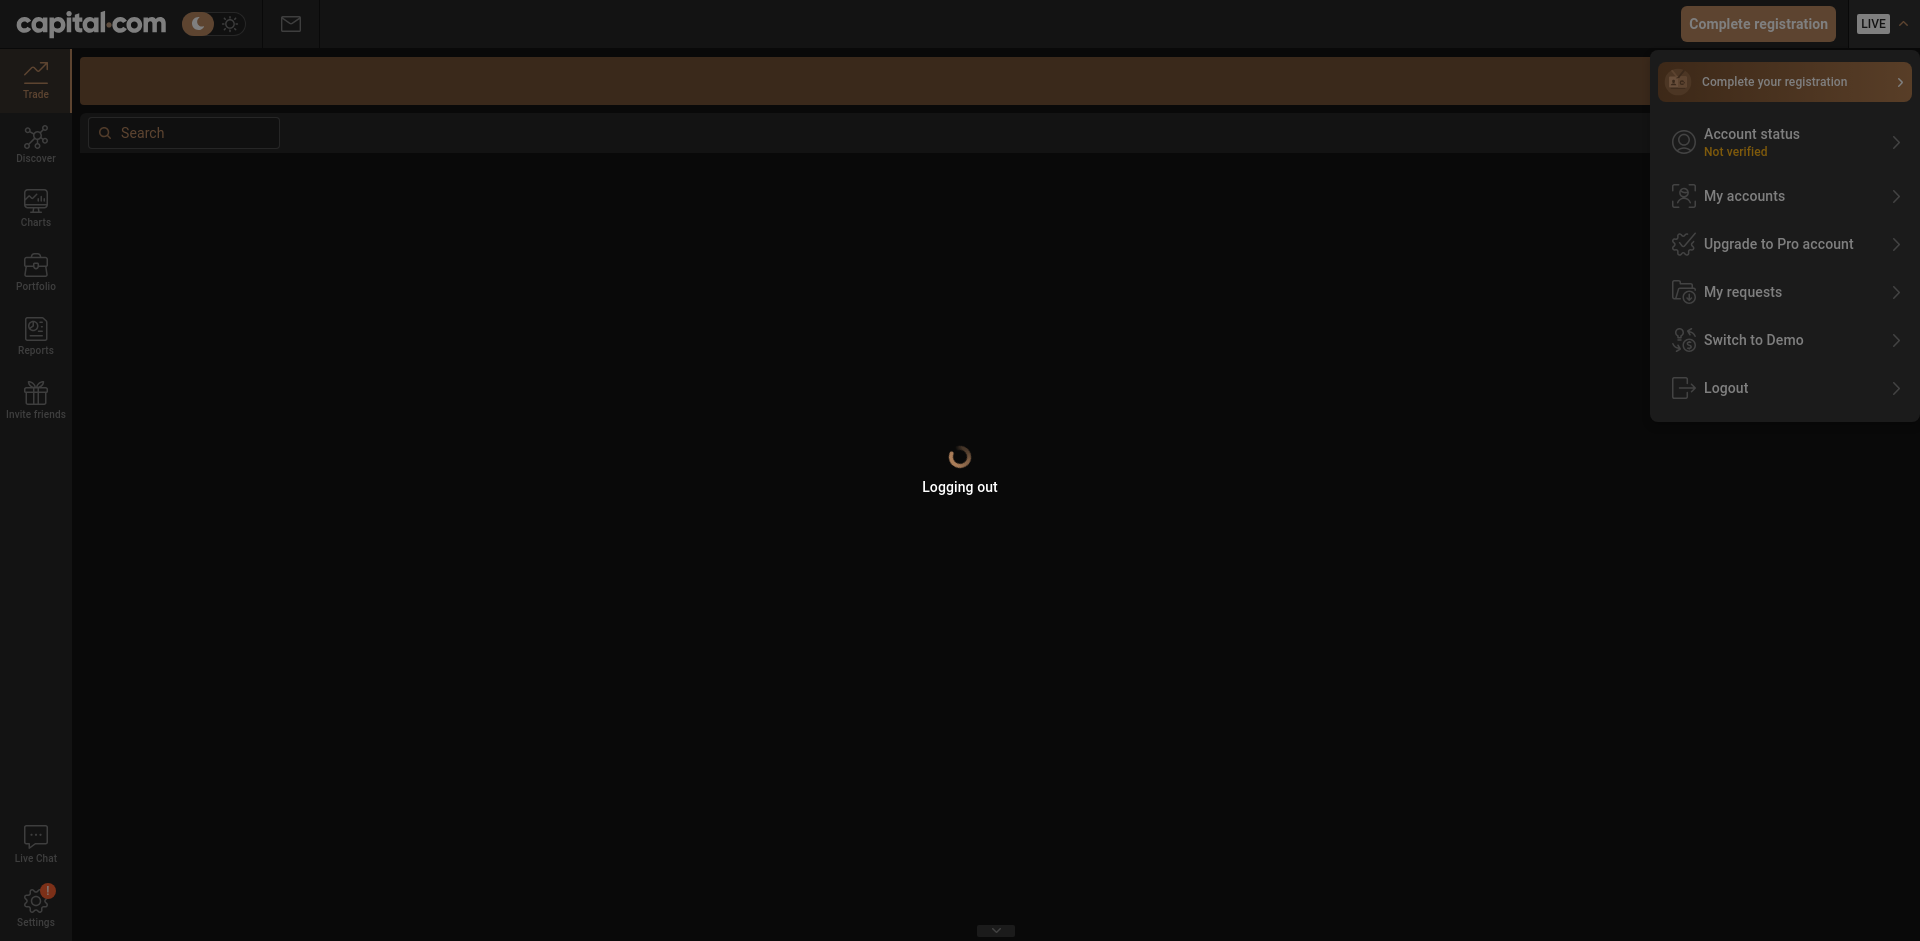 capital.com
Complete registration
LIVE
Trade
Complete your registration
Search
Account status
Not verified
Discover
My accounts
Charts
Upgrade to Pro account
Portfolio
My requests
Reports
Switch to Demo
Logout
Invite friends
Logging out
Live Chat
!
Settings